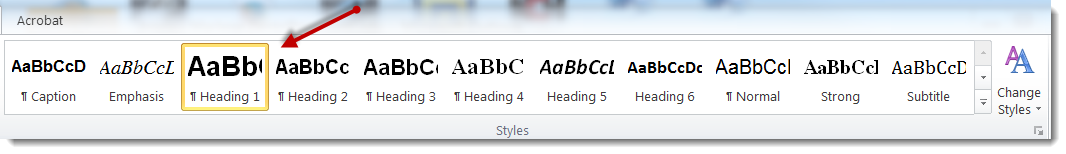 Acrobat
AaBbCcD AaBbCcL AaBb( AaBbCc AaBbC( AaBbC AaBbCcL AaBbCcDc AaBbCcI AaBbCcl AaBbCcD
¶ Caption Emphasis ¶ Heading 1 ¶ Heading 2 ¶ Heading 3 ¶ Heading 4 Heading 5 Heading 6 ¶ Normal Strong Subtitle
Change
Styles
Styles